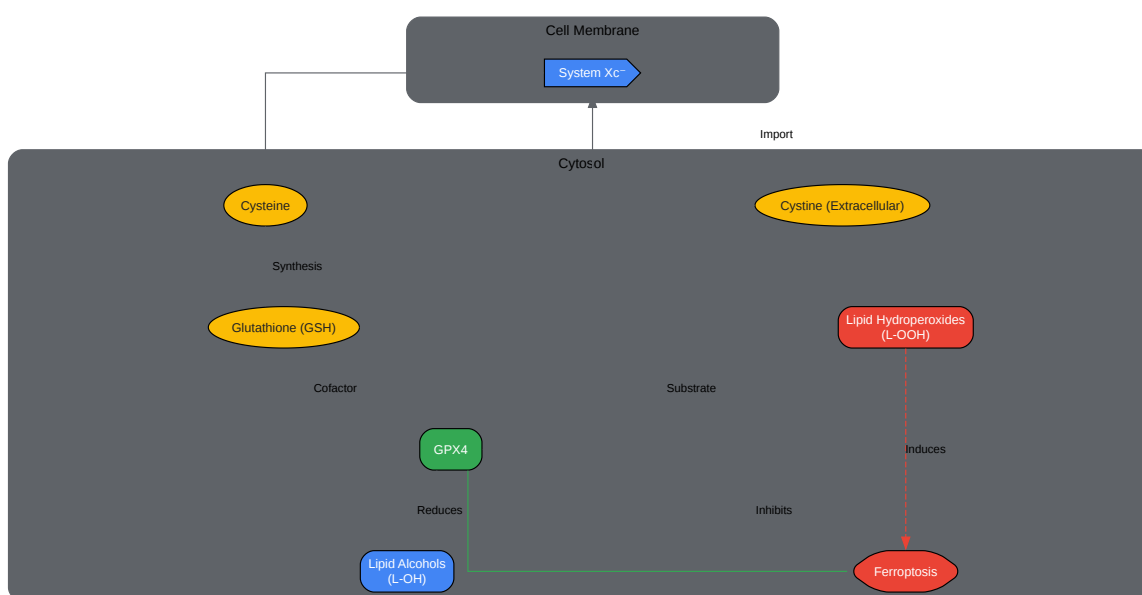 Cell Membrane
System Xc⁻
Import
Cytosol
Cysteine
Cystine (Extracellular)
Synthesis
Glutathione (GSH)
Lipid Hydroperoxides
(L-OOH)
Cofactor
Substrate
GPX4
Induces
Reduces
Inhibits
Lipid Alcohols
(L-OH)
Ferroptosis